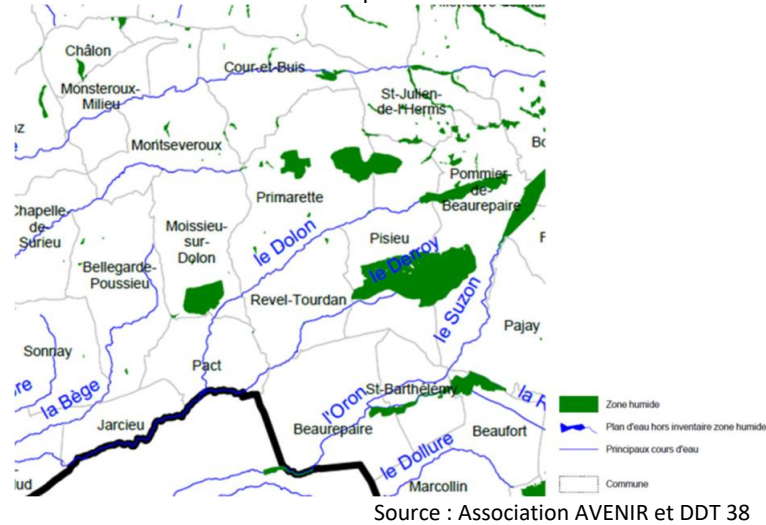 Châlon
Cour-et-Buis
Monsteroux-
Milieu
St-Julien-
de-l'Herms
Montseveroux
Pommier-
de-
Beaurepaire
Primarette
Chapelle-
de-
Surieu
Moissieu-
sur-
Dolon
le Dolon
Pisieu
le Derroy
Bellegarde-
Poussieu
Revel-Tourdan
le Suzon
Pajay
Sonnay
Pact
la Bège
St-Barthélémy
l'Oron
Jarcieu
Beaurepaire
Beaufort
le Dollure
Marcollin
Zone humide
Plan d'eau hors inventaire zone humide
Principaux cours d'eau
Commune
Source : Association AVENIR et DDT 38